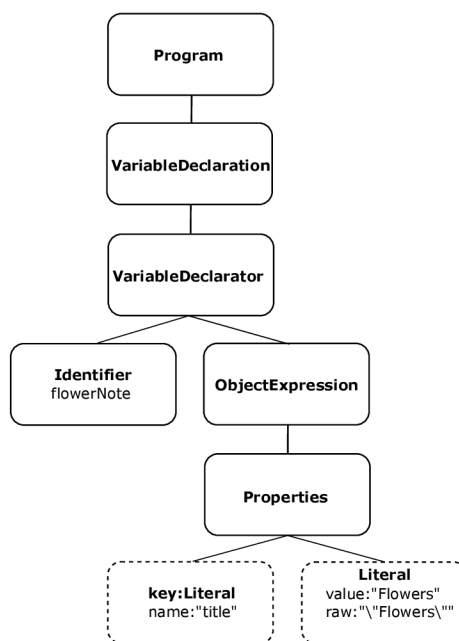 Program
VariableDeclaration
VariableDeclarator
Identifier
flowerNote
ObjectExpression
Properties
key:Literal
name:"title"
Literal
value:"Flowers"
raw:"\"Flowers\""